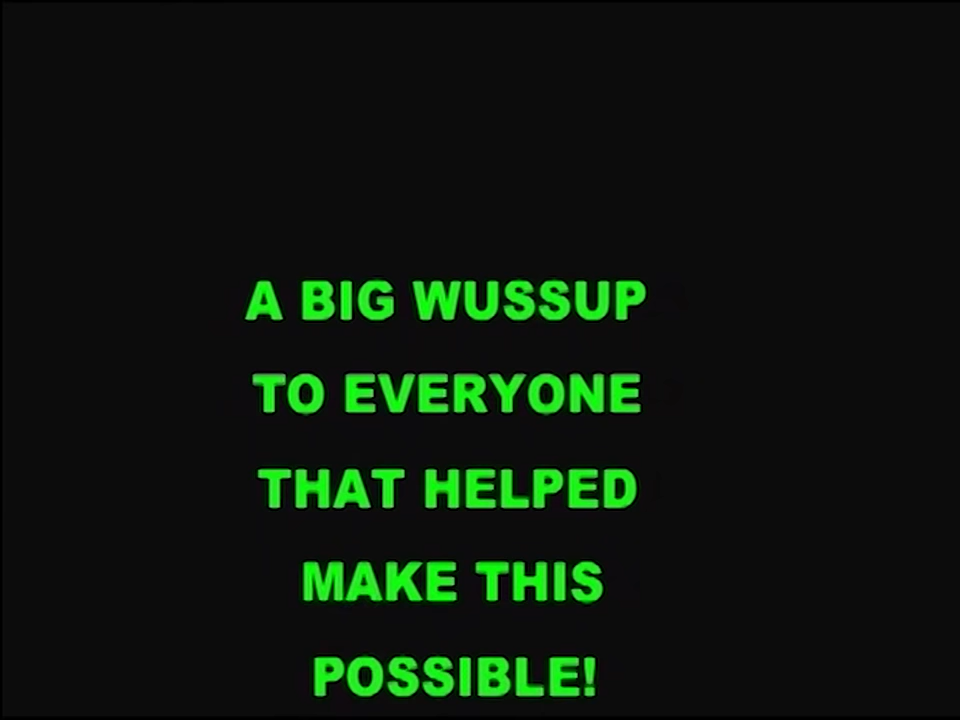 A BIG WUSSUP
TO EVERYONE
THAT HELPED
MAKE THIS
POSSIBLE!